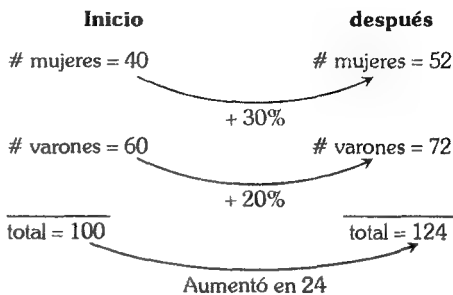 Inicio después
# mujeres = 40 # mujeres = 52
+ 30%
# varones = 60 # varones = 72
+ 20%
total = 100 total = 124
Aumentó en 24